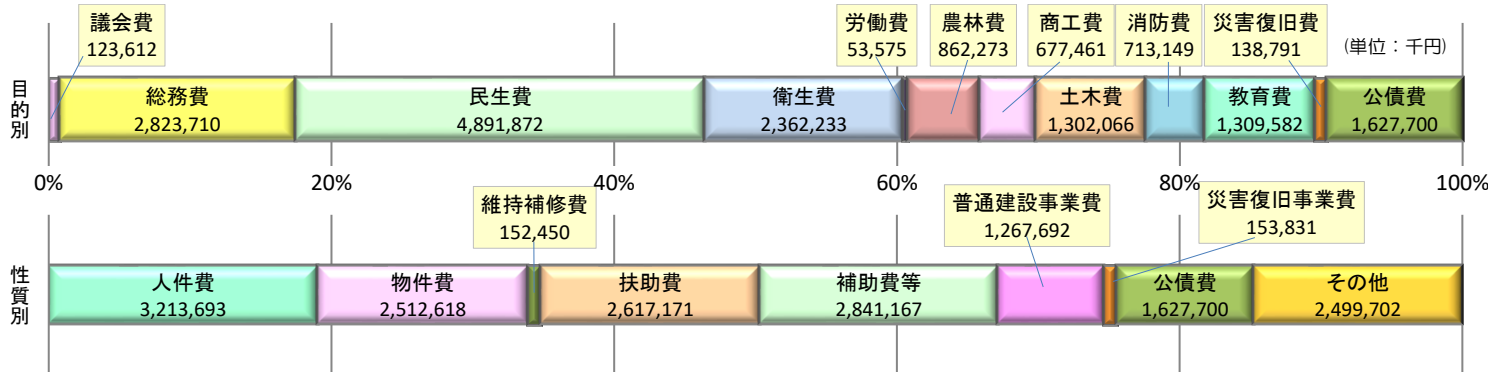 議会費
123,612
労働費
53,575
農林費
862,273
商工費
677,461
消防費
713,149
災害復旧費
138,791
(単位:千円)
目的別
総務費
2,823,710
民生費
4,891,872
衛生費
2,362,233
土木費
1,302,066
教育費
1,309,582
公債費
1,627,700
0%
20%
40%
60%
80%
100%
維持補修費
152,450
普通建設事業費
1,267,692
災害復旧事業費
153,831
性質別
人件費
3,213,693
物件費
2,512,618
扶助費
2,617,171
補助費等
2,841,167
公債費
1,627,700
その他
2,499,702